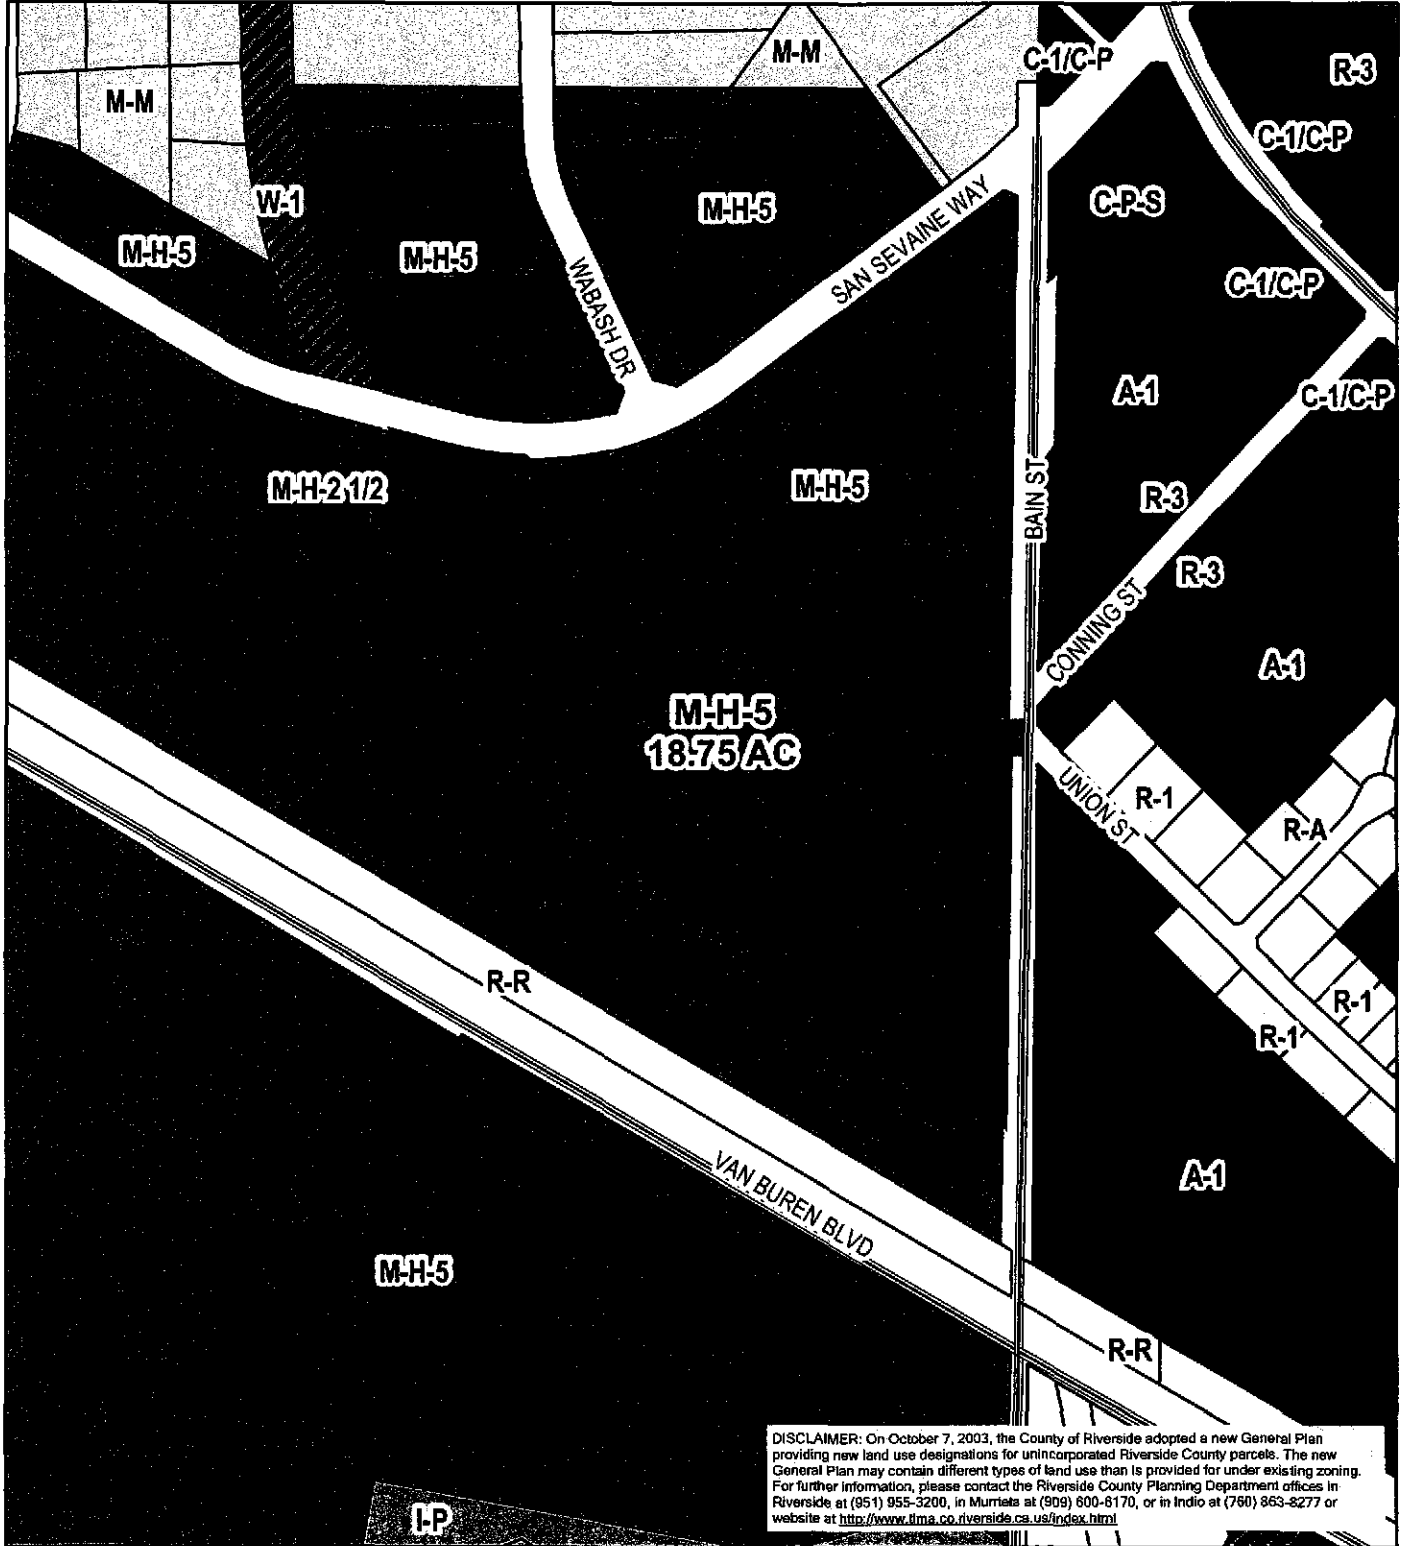 M-M
C-1/C-P
R-3
M-M
C-1/C-P
W-1
M-H-5
C-P-S
M-H-5
M-H-5
SAN SEVAINE WAY
C-1/C-P
WABASH DR
A-1
C-1/C-P
M-H-2 1/2
M-H-5
BAIN ST
R-3
R-3
CONNING ST
A-1
M-H-5
18.75 AC
UNION ST
R-1
R-A
R-R
R-1
R-1
VAN BUREN BLVD
A-1
M-H-5
R-R
DISCLAIMER: On October 7, 2003, the County of Riverside adopted a new General Plan
providing new land use designations for unincorporated Riverside County parcels. The new
General Plan may contain different types of land use than is provided for under existing zoning.
For further information, please contact the Riverside County Planning Department offices in
Riverside at (951) 955-3200, in Murrieta at (909) 600-6170, or in Indio at (760) 863-8277 or
website at http://www.tlma.co.riverside.ca.us/index.html
I-P